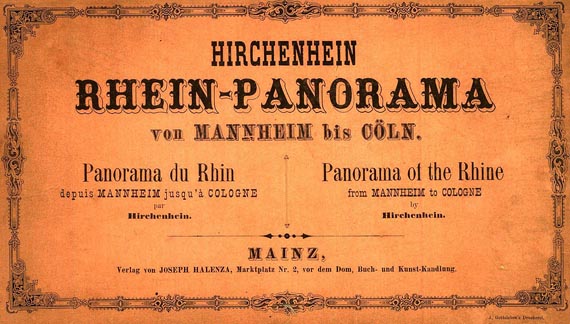 HIRCHENHEIN
RHEIN-PANORAMA
von MANNHEIM bis CÖLN.
Panorama du Rhin
depuis MANNHEIM jusqu'à COLOGNE
par
Hirchenhein.
Panorama of the Rhine
from MANNHEIM to COLOGNE
by
Hirchenhein.
MAINZ,
Verlag von JOSEPH HALENZA, Marktplatz Nr. 2, vor dem Dom, Buch- und Kunst-Handlung.
J. Gottsleben's Druckerei.